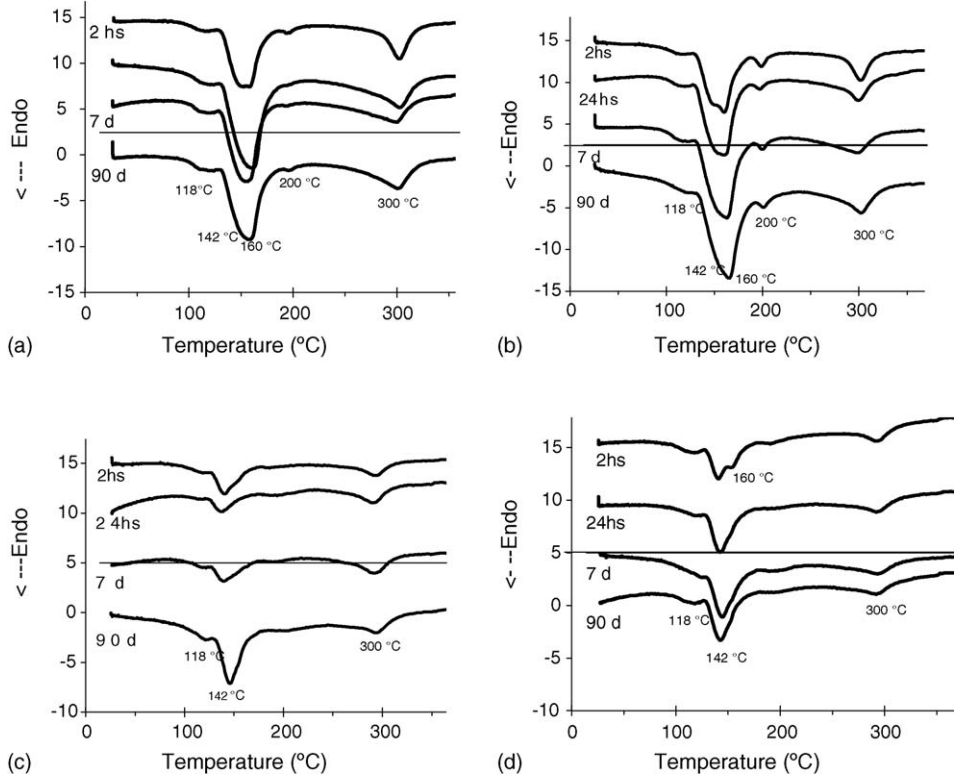 15
10
5
0
-5
-10
-15
< --- Endo
2 hs
7 d
90 d
118°C
142 °C
160 °C
200 °C
300 °C
0
100
200
300
(a)
Temperature (ºC)
15
10
5
0
-5
-10
-15
<---Endo
2hs
24hs
7 d
90 d
118°C
142°C
160 °C
200 °C
300 °C
0
100
200
300
(b)
Temperature (ºC)
15
10
5
0
-5
-10
< ---Endo
2hs
2 4hs
7 d
9 0 d
118 °C
142°C
300 °C
0
100
200
300
(c)
Temperature (ºC)
15
10
5
0
-5
-10
< ---Endo
2hs
24hs
7 d
90 d
160 °C
118°C
142 °C
300 °C
0
100
200
300
(d)
Temperature (ºC)